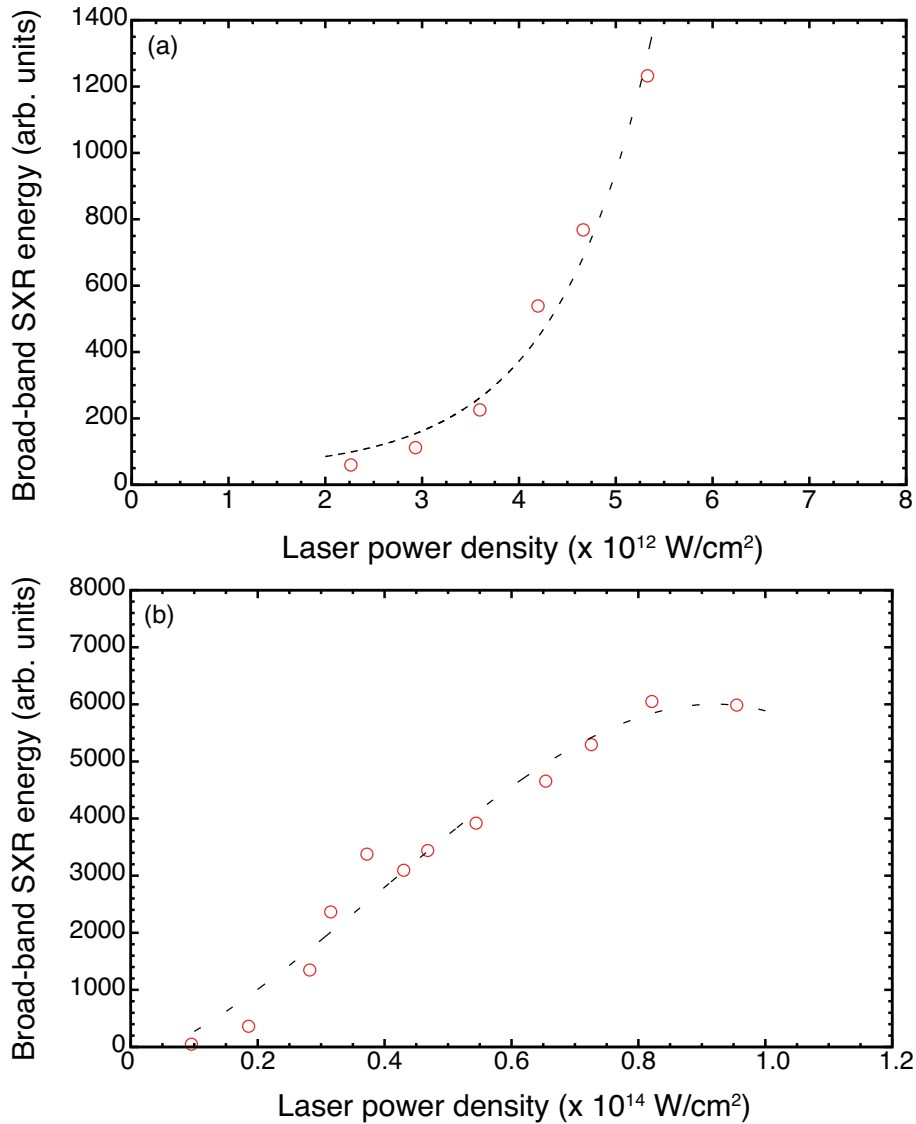 (a)
Broad-band SXR energy (arb. units)
1400
1200
1000
800
600
400
200
0
0 1 2 3 4 5 6 7 8
Laser power density (x 10¹² W/cm²)
(b)
Broad-band SXR energy (arb. units)
8000
7000
6000
5000
4000
3000
2000
1000
0
0 0.2 0.4 0.6 0.8 1.0 1.2
Laser power density (x 10¹⁴ W/cm²)